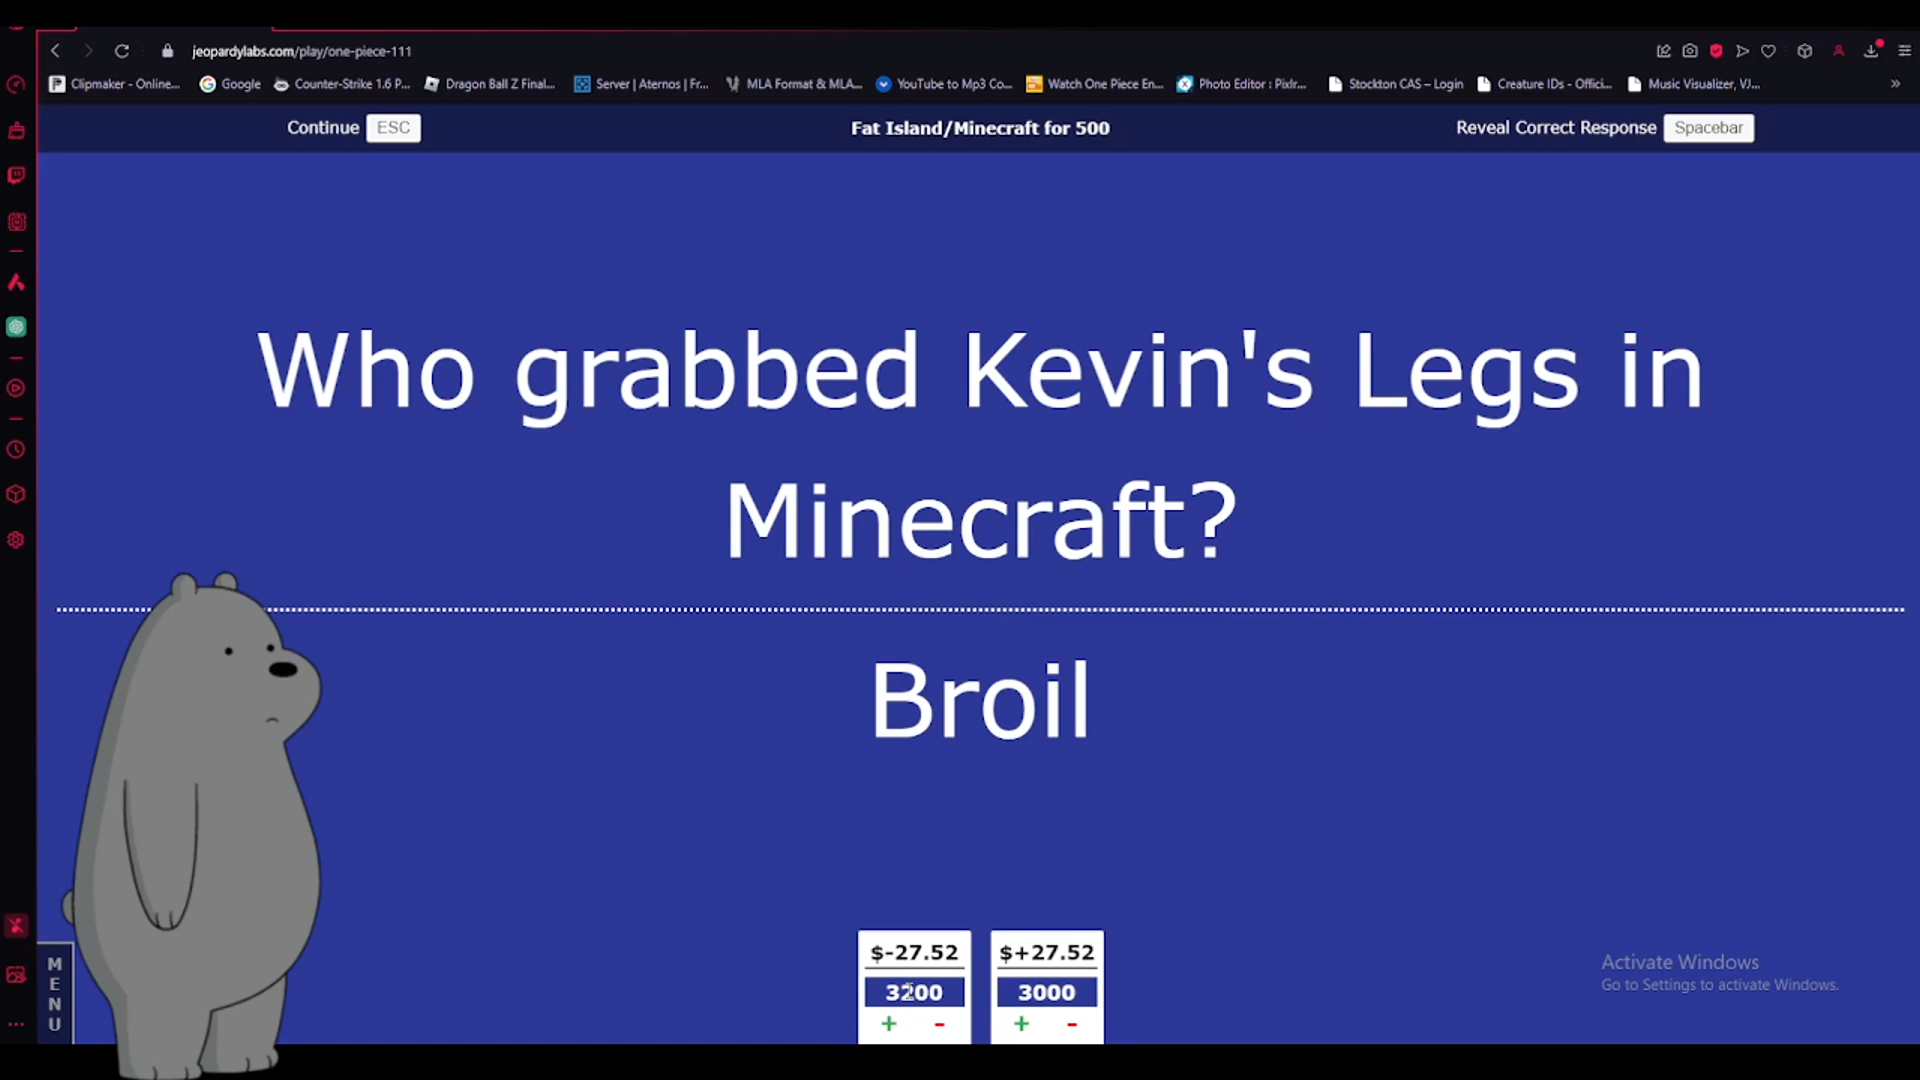 jeopardylabs.com/play/one-piece-111
Clipmaker - Online... Google Counter-Strike 1.6 P... Dragon Ball Z Final... Server | Aternos | Fr... MLA Format & MLA... YouTube to Mp3 Co... Watch One Piece En... Photo Editor : Pixlr... Stockton CAS – Login Creature IDs - Offici... Music Visualizer, VJ... »
Continue ESC Fat Island/Minecraft for 500 Reveal Correct Response Spacebar
Who grabbed Kevin's Legs in
Minecraft?
Broil
$-27.52 $+27.52
3200 3000
+ - + -
MENU
Activate Windows
Go to Settings to activate Windows.